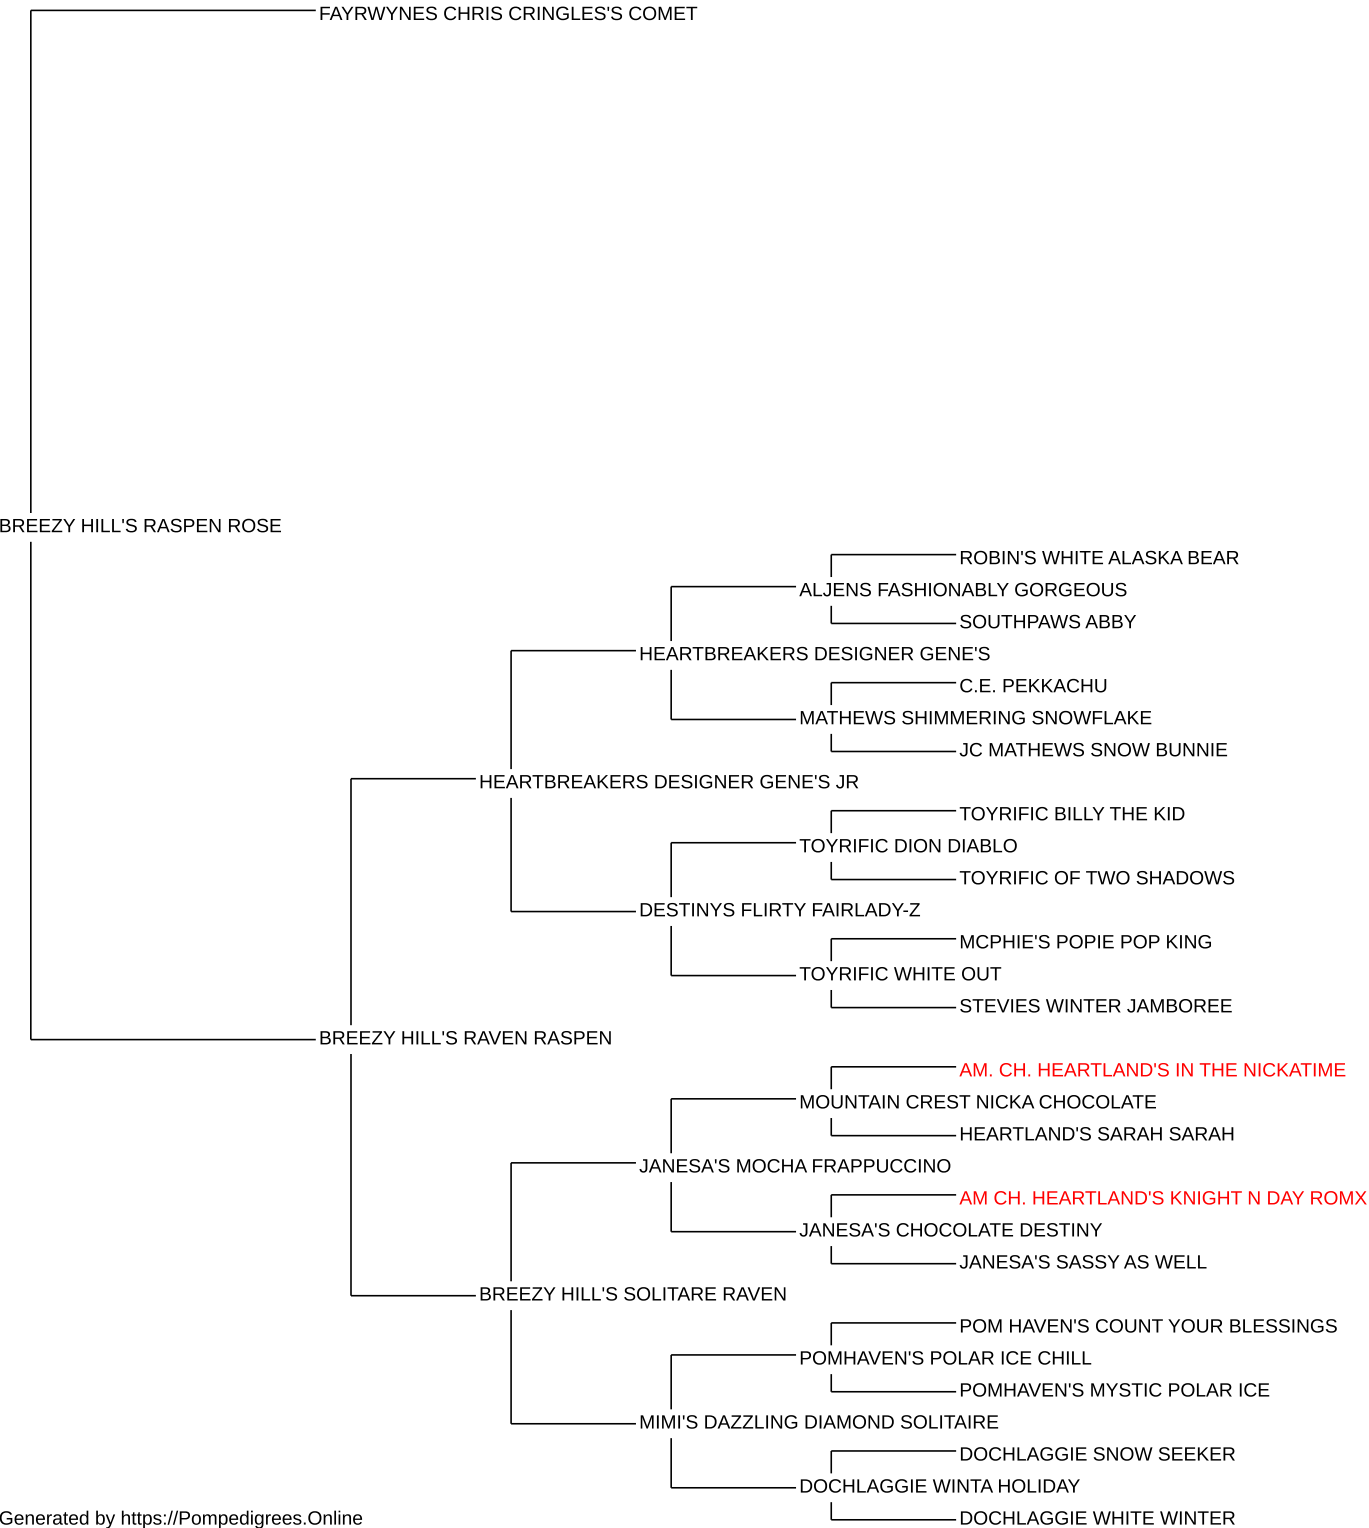 FAYRWYNES CHRIS CRINGLES'S COMET
BREEZY HILL'S RASPEN ROSE
ROBIN'S WHITE ALASKA BEAR
ALJENS FASHIONABLY GORGEOUS
SOUTHPAWS ABBY
HEARTBREAKERS DESIGNER GENE'S
C.E. PEKKACHU
MATHEWS SHIMMERING SNOWFLAKE
JC MATHEWS SNOW BUNNIE
HEARTBREAKERS DESIGNER GENE'S JR
TOYRIFIC BILLY THE KID
TOYRIFIC DION DIABLO
TOYRIFIC OF TWO SHADOWS
DESTINYS FLIRTY FAIRLADY-Z
MCPHIE'S POPIE POP KING
TOYRIFIC WHITE OUT
STEVIES WINTER JAMBOREE
BREEZY HILL'S RAVEN RASPEN
AM. CH. HEARTLAND'S IN THE NICKATIME
MOUNTAIN CREST NICKA CHOCOLATE
HEARTLAND'S SARAH SARAH
JANESA'S MOCHA FRAPPUCCINO
AM CH. HEARTLAND'S KNIGHT N DAY ROMX
JANESA'S CHOCOLATE DESTINY
JANESA'S SASSY AS WELL
BREEZY HILL'S SOLITARE RAVEN
POM HAVEN'S COUNT YOUR BLESSINGS
POMHAVEN'S POLAR ICE CHILL
POMHAVEN'S MYSTIC POLAR ICE
MIMI'S DAZZLING DIAMOND SOLITAIRE
DOCHLAGGIE SNOW SEEKER
DOCHLAGGIE WINTA HOLIDAY
DOCHLAGGIE WHITE WINTER
Generated by https://Pompedigrees.Online